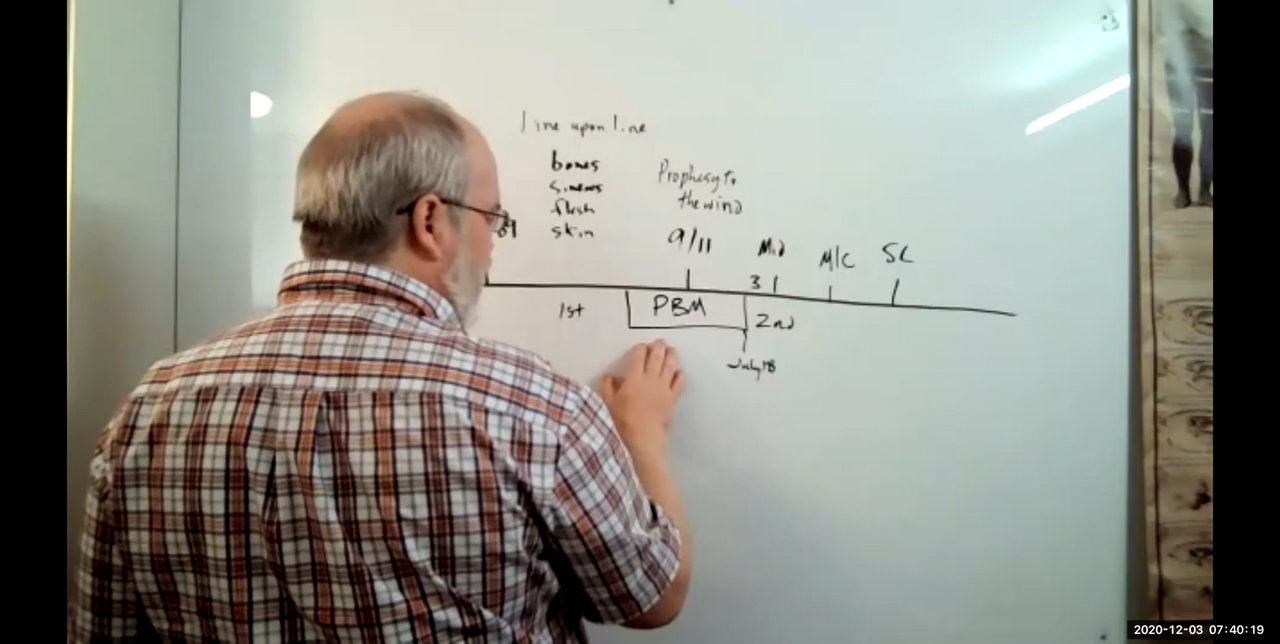 line upon line
bones
sinews
flesh
skin
Prophesy to
the wind
9/11
Mid
M/C
SC
3
1st
PBM
2nd
July 18
2020-12-03 07:40:19